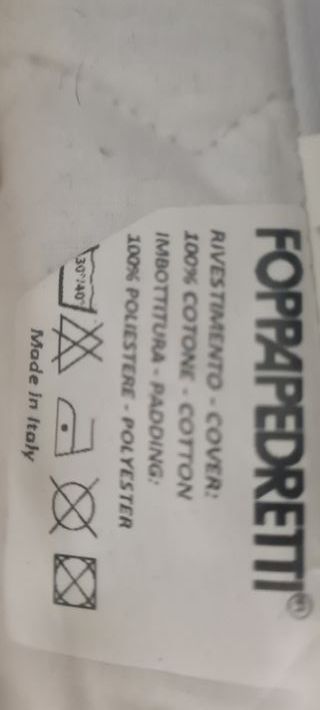 FOPPAPEDRETTI®
RIVESTIMENTO - COVER:
100% COTONE - COTTON
IMBOTTITURA - PADDING:
100% POLIESTERE - POLYESTER
30°/40°
Made in Italy